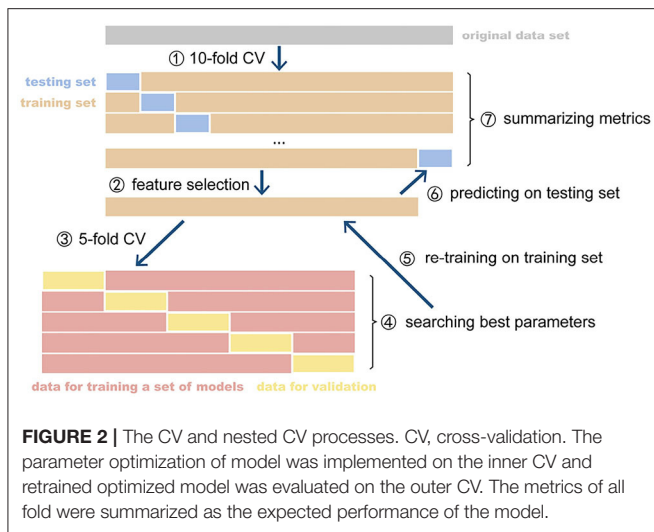 original data set
① 10-fold CV
testing set
training set
...
⑦ summarizing metrics
② feature selection
⑥ predicting on testing set
③ 5-fold CV
⑤ re-training on training set
④ searching best parameters
data for training a set of models
data for validation
FIGURE 2 | The CV and nested CV processes. CV, cross-validation. The
parameter optimization of model was implemented on the inner CV and
retrained optimized model was evaluated on the outer CV. The metrics of all
fold were summarized as the expected performance of the model.